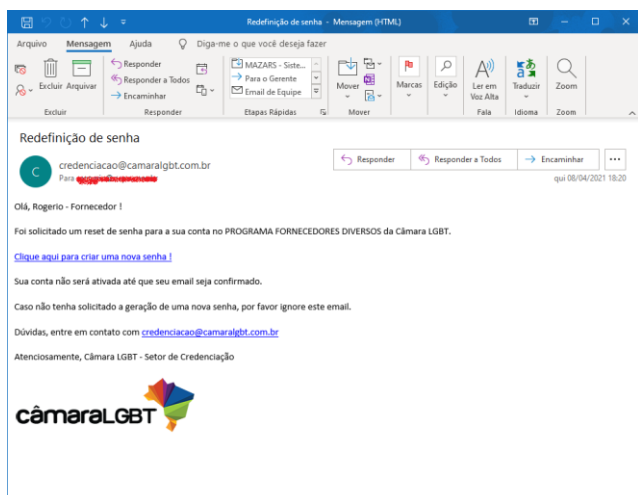 Redefinição de senha - Mensagem (HTML)
Arquivo Mensagem Ajuda Diga-me o que você deseja fazer
Excluir Arquivar
Responder
Responder a Todos
Encaminhar
MAZARS - Siste...
Para o Gerente
Email de Equipe
Mover
Marcas
Edição
Ler em
Voz Alta
Traduzir
Zoom
Excluir Responder Etapas Rápidas Mover Fala Idioma Zoom
Redefinição de senha
C
credenciacao@camaralgbt.com.br
Para
Responder Responder a Todos Encaminhar
qui 08/04/2021 18:20
Olá, Rogerio - Fornecedor !
Foi solicitado um reset de senha para a sua conta no PROGRAMA FORNECEDORES DIVERSOS da Câmara LGBT.
Clique aqui para criar uma nova senha !
Sua conta não será ativada até que seu email seja confirmado.
Caso não tenha solicitado a geração de uma nova senha, por favor ignore este email.
Dúvidas, entre em contato com credenciacao@camaralgbt.com.br
Atenciosamente, Câmara LGBT - Setor de Credenciação
câmaraLGBT